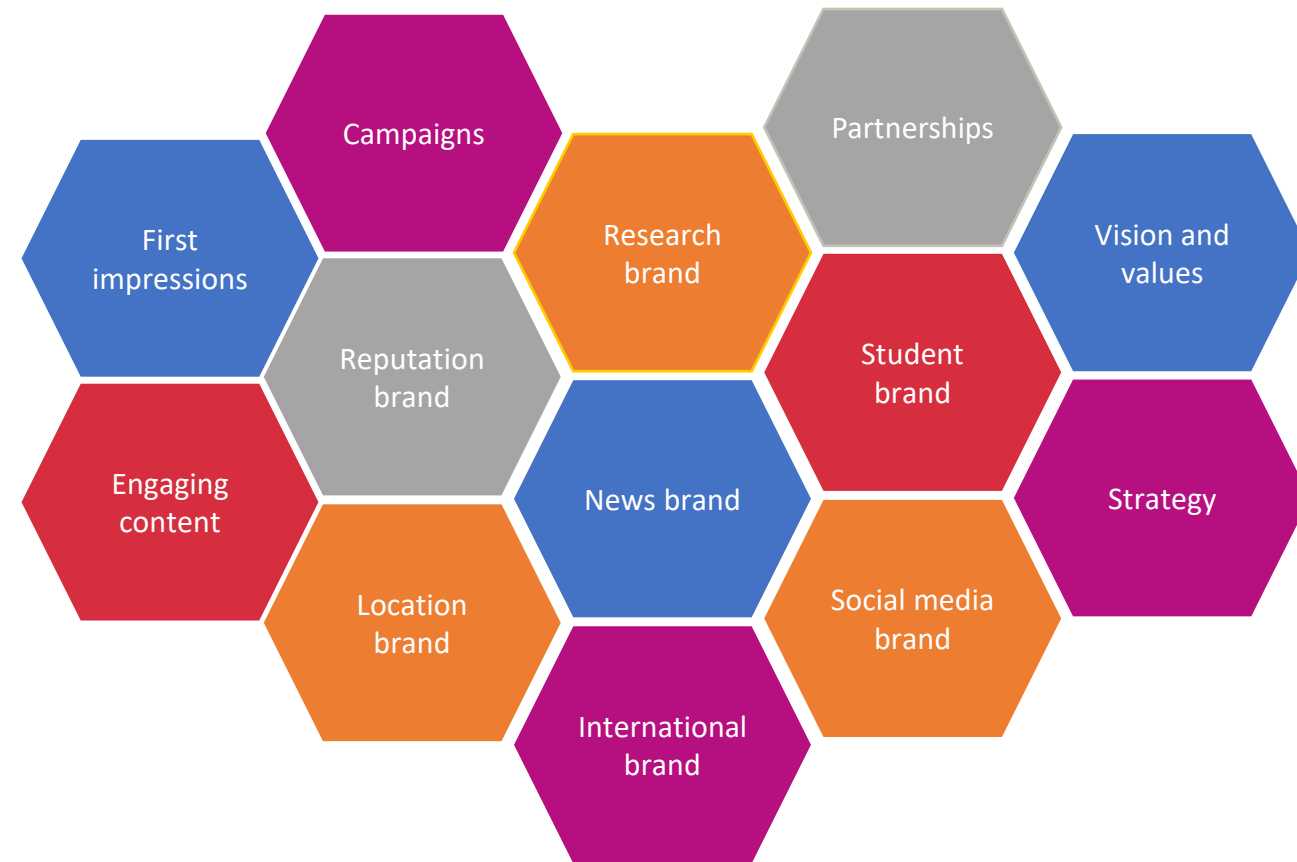 Campaigns
Partnerships
First
impressions
Research
brand
Vision and
values
Reputation
brand
Student
brand
Engaging
content
News brand
Strategy
Location
brand
Social media
brand
International
brand